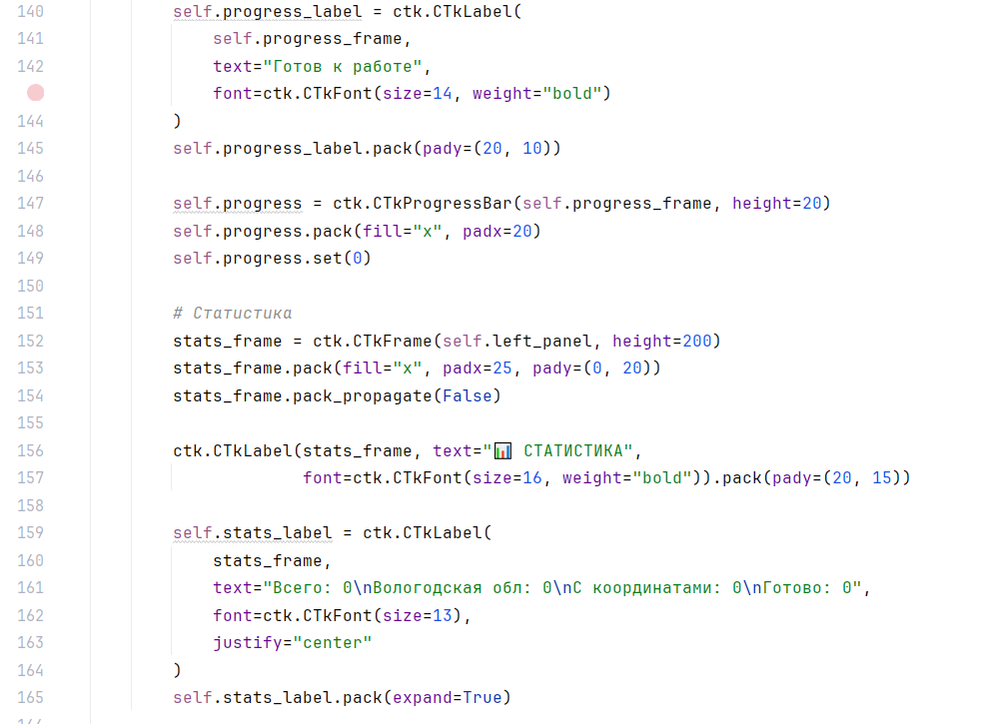 140 self.progress_label = ctk.CTkLabel(
141 self.progress_frame,
142 text="Готов к работе",
font=ctk.CTkFont(size=14, weight="bold")
144 )
145 self.progress_label.pack(pady=(20, 10))
146
147 self.progress = ctk.CTkProgressBar(self.progress_frame, height=20)
148 self.progress.pack(fill="x", padx=20)
149 self.progress.set(0)
150
151 # Статистика
152 stats_frame = ctk.CTkFrame(self.left_panel, height=200)
153 stats_frame.pack(fill="x", padx=25, pady=(0, 20))
154 stats_frame.pack_propagate(False)
155
156 ctk.CTkLabel(stats_frame, text="📊 СТАТИСТИКА",
157 font=ctk.CTkFont(size=16, weight="bold")).pack(pady=(20, 15))
158
159 self.stats_label = ctk.CTkLabel(
160 stats_frame,
161 text="Всего: 0\nВологодская обл: 0\nС координатами: 0\nГотово: 0",
162 font=ctk.CTkFont(size=13),
163 justify="center"
164 )
165 self.stats_label.pack(expand=True)